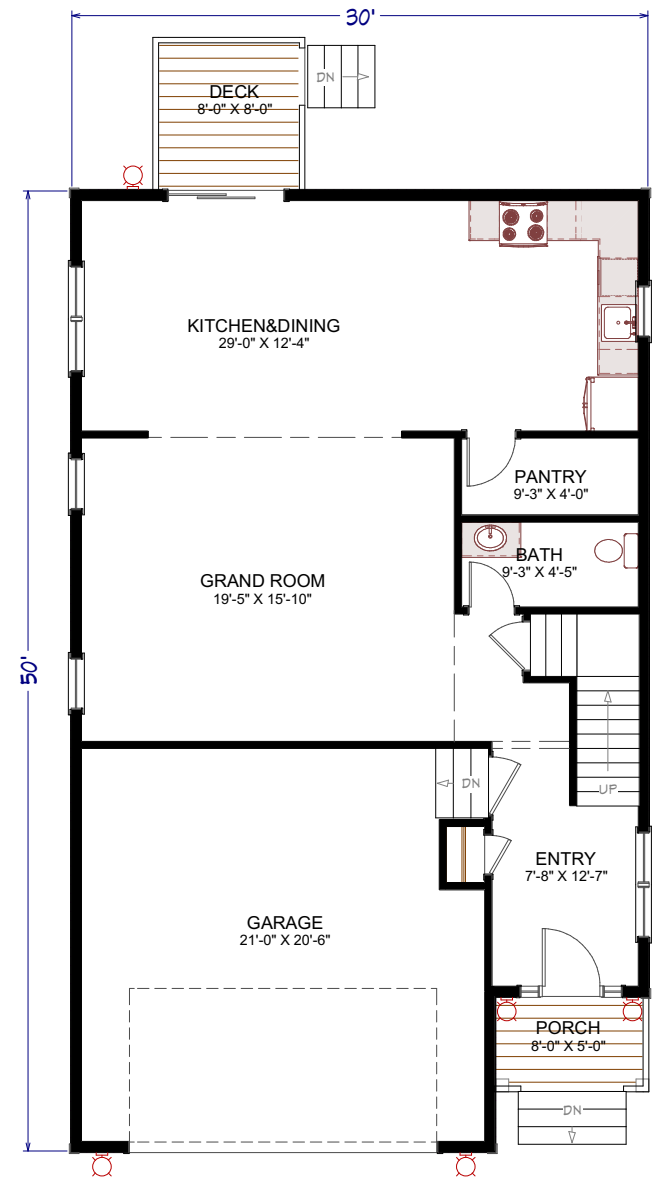 30'
DN
DECK
8'-0" X 8'-0"
KITCHEN&DINING
29'-0" X 12'-4"
PANTRY
9'-3" X 4'-0"
BATH
9'-3" X 4'-5"
GRAND ROOM
19'-5" X 15'-10"
50'
DN
UP
ENTRY
7'-8" X 12'-7"
GARAGE
21'-0" X 20'-6"
PORCH
8'-0" X 5'-0"
DN